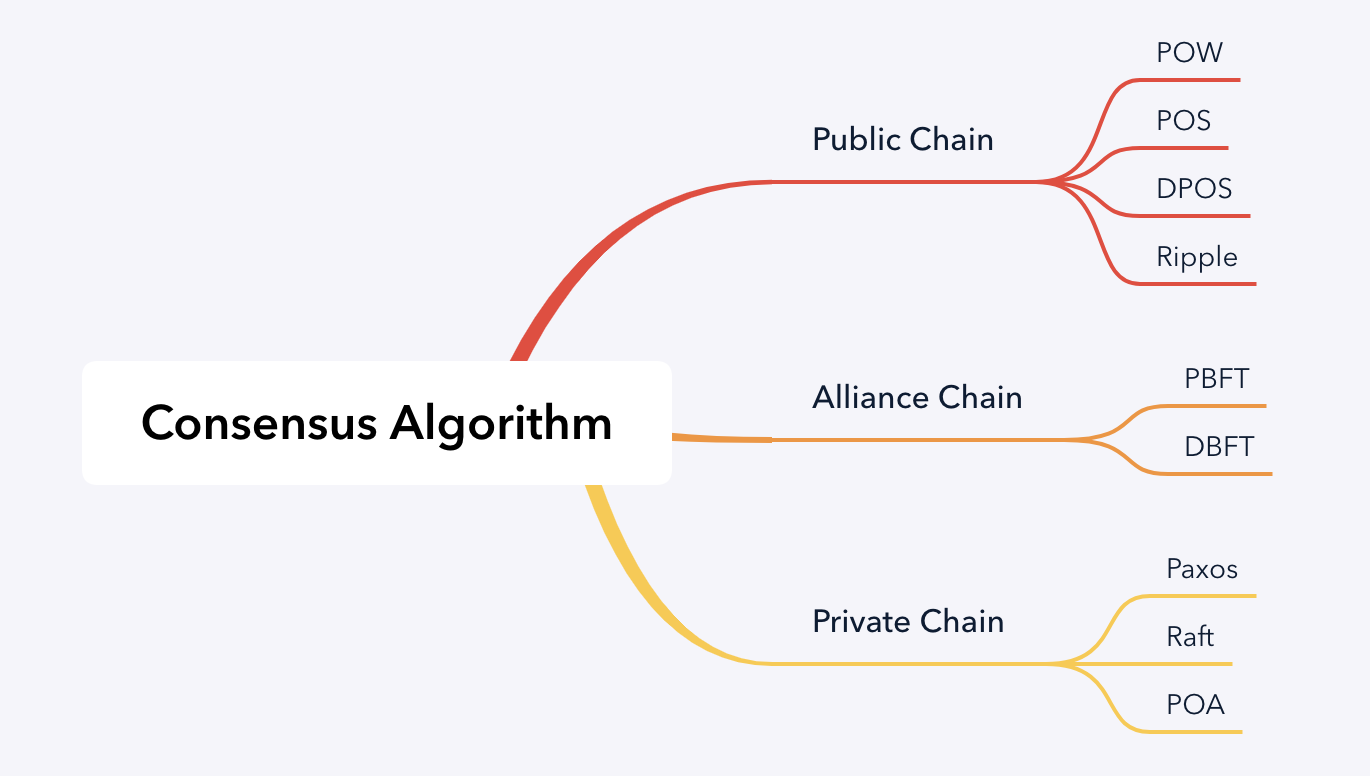 Consensus Algorithm
Public Chain
POW
POS
DPOS
Ripple
Alliance Chain
PBFT
DBFT
Private Chain
Paxos
Raft
POA